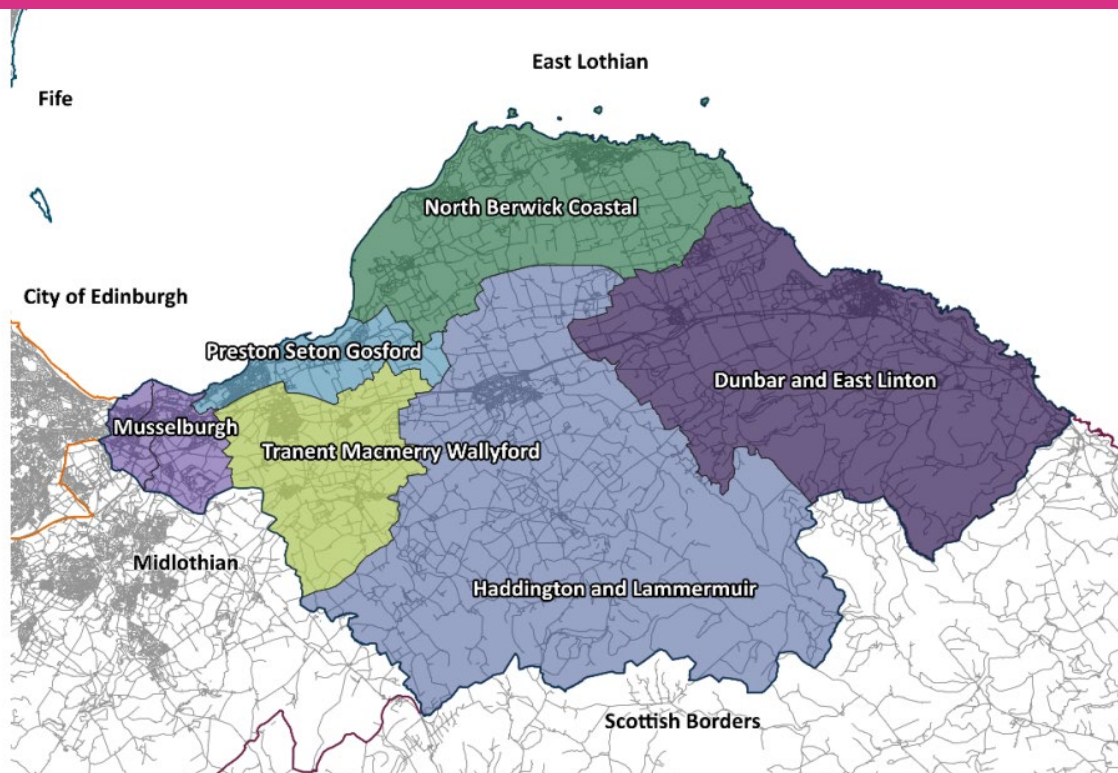 East Lothian
Fife
North Berwick Coastal
City of Edinburgh
Preston Seton Gosford
Dunbar and East Linton
Musselburgh
Tranent Macmerry Wallyford
Midlothian
Haddington and Lammermuir
Scottish Borders